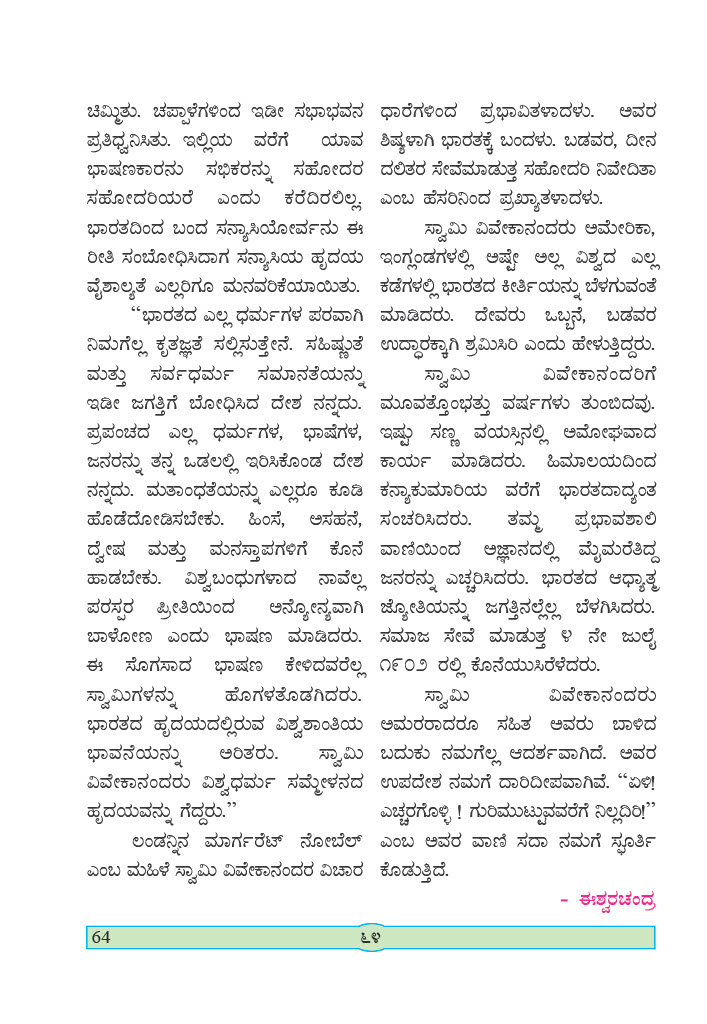 ಚಿಮ್ಮಿತು. ಚಪ್ಪಾಳೆಗಳಿಂದ ಇಡೀ ಸಭಾಭವನ
ಪ್ರತಿಧ್ವನಿಸಿತು. ಇಲ್ಲಿಯ ವರೆಗೆ ಯಾವ
ಭಾಷಣಕಾರನು ಸಭಿಕರನ್ನು ಸಹೋದರ
ಸಹೋದರಿಯರೆ ಎಂದು ಕರೆದಿರಲಿಲ್ಲ.
ಭಾರತದಿಂದ ಬಂದ ಸನ್ಯಾಸಿಯೋರ್ವನು ಈ
ರೀತಿ ಸಂಬೋಧಿಸಿದಾಗ ಸನ್ಯಾಸಿಯ ಹೃದಯ
ವೈಶಾಲ್ಯತೆ ಎಲ್ಲರಿಗೂ ಮನವರಿಕೆಯಾಯಿತು.
“ಭಾರತದ ಎಲ್ಲ ಧರ್ಮಗಳ ಪರವಾಗಿ
ನಿಮಗೆಲ್ಲ ಕೃತಜ್ಞತೆ ಸಲ್ಲಿಸುತ್ತೇನೆ. ಸಹಿಷ್ಣುತೆ
ಮತ್ತು ಸರ್ವಧರ್ಮ ಸಮಾನತೆಯನ್ನು
ಇಡೀ ಜಗತ್ತಿಗೆ ಬೋಧಿಸಿದ ದೇಶ ನನ್ನದು.
ಪ್ರಪಂಚದ ಎಲ್ಲ ಧರ್ಮಗಳ, ಭಾಷೆಗಳ,
ಜನರನ್ನು ತನ್ನ ಒಡಲಲ್ಲಿ ಇರಿಸಿಕೊಂಡ ದೇಶ
ನನ್ನದು. ಮತಾಂಧತೆಯನ್ನು ಎಲ್ಲರೂ ಕೂಡಿ
ಹೊಡೆದೋಡಿಸಬೇಕು. ಹಿಂಸೆ, ಅಸಹನೆ,
ದ್ವೇಷ ಮತ್ತು ಮನಸ್ತಾಪಗಳಿಗೆ ಕೊನೆ
ಹಾಡಬೇಕು. ವಿಶ್ವಬಂಧುಗಳಾದ ನಾವೆಲ್ಲ
ಪರಸ್ಪರ ಪ್ರೀತಿಯಿಂದ ಅನ್ಯೋನ್ಯವಾಗಿ
ಬಾಳೋಣ ಎಂದು ಭಾಷಣ ಮಾಡಿದರು.
ಈ ಸೊಗಸಾದ ಭಾಷಣ ಕೇಳಿದವರೆಲ್ಲ
ಸ್ವಾಮಿಗಳನ್ನು ಹೊಗಳತೊಡಗಿದರು.
ಭಾರತದ ಹೃದಯದಲ್ಲಿರುವ ವಿಶ್ವಶಾಂತಿಯ
ಭಾವನೆಯನ್ನು ಅರಿತರು. ಸ್ವಾಮಿ
ವಿವೇಕಾನಂದರು ವಿಶ್ವಧರ್ಮ ಸಮ್ಮೇಳನದ
ಹೃದಯವನ್ನು ಗೆದ್ದರು.”
ಲಂಡನ್ನಿನ ಮಾರ್ಗರೆಟ್ ನೋಬೆಲ್
ಎಂಬ ಮಹಿಳೆ ಸ್ವಾಮಿ ವಿವೇಕಾನಂದರ ವಿಚಾರ
ಧಾರೆಗಳಿಂದ ಪ್ರಭಾವಿತಳಾದಳು. ಅವರ
ಶಿಷ್ಯಳಾಗಿ ಭಾರತಕ್ಕೆ ಬಂದಳು. ಬಡವರ, ದೀನ
ದಲಿತರ ಸೇವೆಮಾಡುತ್ತ ಸಹೋದರಿ ನಿವೇದಿತಾ
ಎಂಬ ಹೆಸರಿನಿಂದ ಪ್ರಖ್ಯಾತಳಾದಳು.
ಸ್ವಾಮಿ ವಿವೇಕಾನಂದರು ಅಮೇರಿಕಾ,
ಇಂಗ್ಲಂಡಗಳಲ್ಲಿ ಅಷ್ಟೇ ಅಲ್ಲ ವಿಶ್ವದ ಎಲ್ಲ
ಕಡೆಗಳಲ್ಲಿ ಭಾರತದ ಕೀರ್ತಿಯನ್ನು ಬೆಳಗುವಂತೆ
ಮಾಡಿದರು. ದೇವರು ಒಬ್ಬನೆ, ಬಡವರ
ಉದ್ಧಾರಕ್ಕಾಗಿ ಶ್ರಮಿಸಿರಿ ಎಂದು ಹೇಳುತ್ತಿದ್ದರು.
ಸ್ವಾಮಿ ವಿವೇಕಾನಂದರಿಗೆ
ಮೂವತ್ತೊಂಭತ್ತು ವರ್ಷಗಳು ತುಂಬಿದವು.
ಇಷ್ಟು ಸಣ್ಣ ವಯಸ್ಸಿನಲ್ಲಿ ಅಮೋಘವಾದ
ಕಾರ್ಯ ಮಾಡಿದರು. ಹಿಮಾಲಯದಿಂದ
ಕನ್ಯಾಕುಮಾರಿಯ ವರೆಗೆ ಭಾರತದಾದ್ಯಂತ
ಸಂಚರಿಸಿದರು. ತಮ್ಮ ಪ್ರಭಾವಶಾಲಿ
ವಾಣಿಯಿಂದ ಅಜ್ಞಾನದಲ್ಲಿ ಮೈಮರೆತಿದ್ದ
ಜನರನ್ನು ಎಚ್ಚರಿಸಿದರು. ಭಾರತದ ಆಧ್ಯಾತ್ಮ
ಜ್ಯೋತಿಯನ್ನು ಜಗತ್ತಿನಲ್ಲೆಲ್ಲ ಬೆಳಗಿಸಿದರು.
ಸಮಾಜ ಸೇವೆ ಮಾಡುತ್ತ ೪ ನೇ ಜುಲೈ
೧೯೦೨ ರಲ್ಲಿ ಕೊನೆಯುಸಿರೆಳೆದರು.
ಸ್ವಾಮಿ ವಿವೇಕಾನಂದರು
ಅಮರರಾದರೂ ಸಹಿತ ಅವರು ಬಾಳಿದ
ಬದುಕು ನಮಗೆಲ್ಲ ಆದರ್ಶವಾಗಿದೆ. ಅವರ
ಉಪದೇಶ ನಮಗೆ ದಾರಿದೀಪವಾಗಿವೆ. “ಏಳಿ!
ಎಚ್ಚರಗೊಳ್ಳಿ ! ಗುರಿಮುಟ್ಟುವವರೆಗೆ ನಿಲ್ಲದಿರಿ!”
ಎಂಬ ಅವರ ವಾಣಿ ಸದಾ ನಮಗೆ ಸ್ಫೂರ್ತಿ
ಕೊಡುತ್ತಿದೆ.
- ಈಶ್ವರಚಂದ್ರ
64 ೬೪